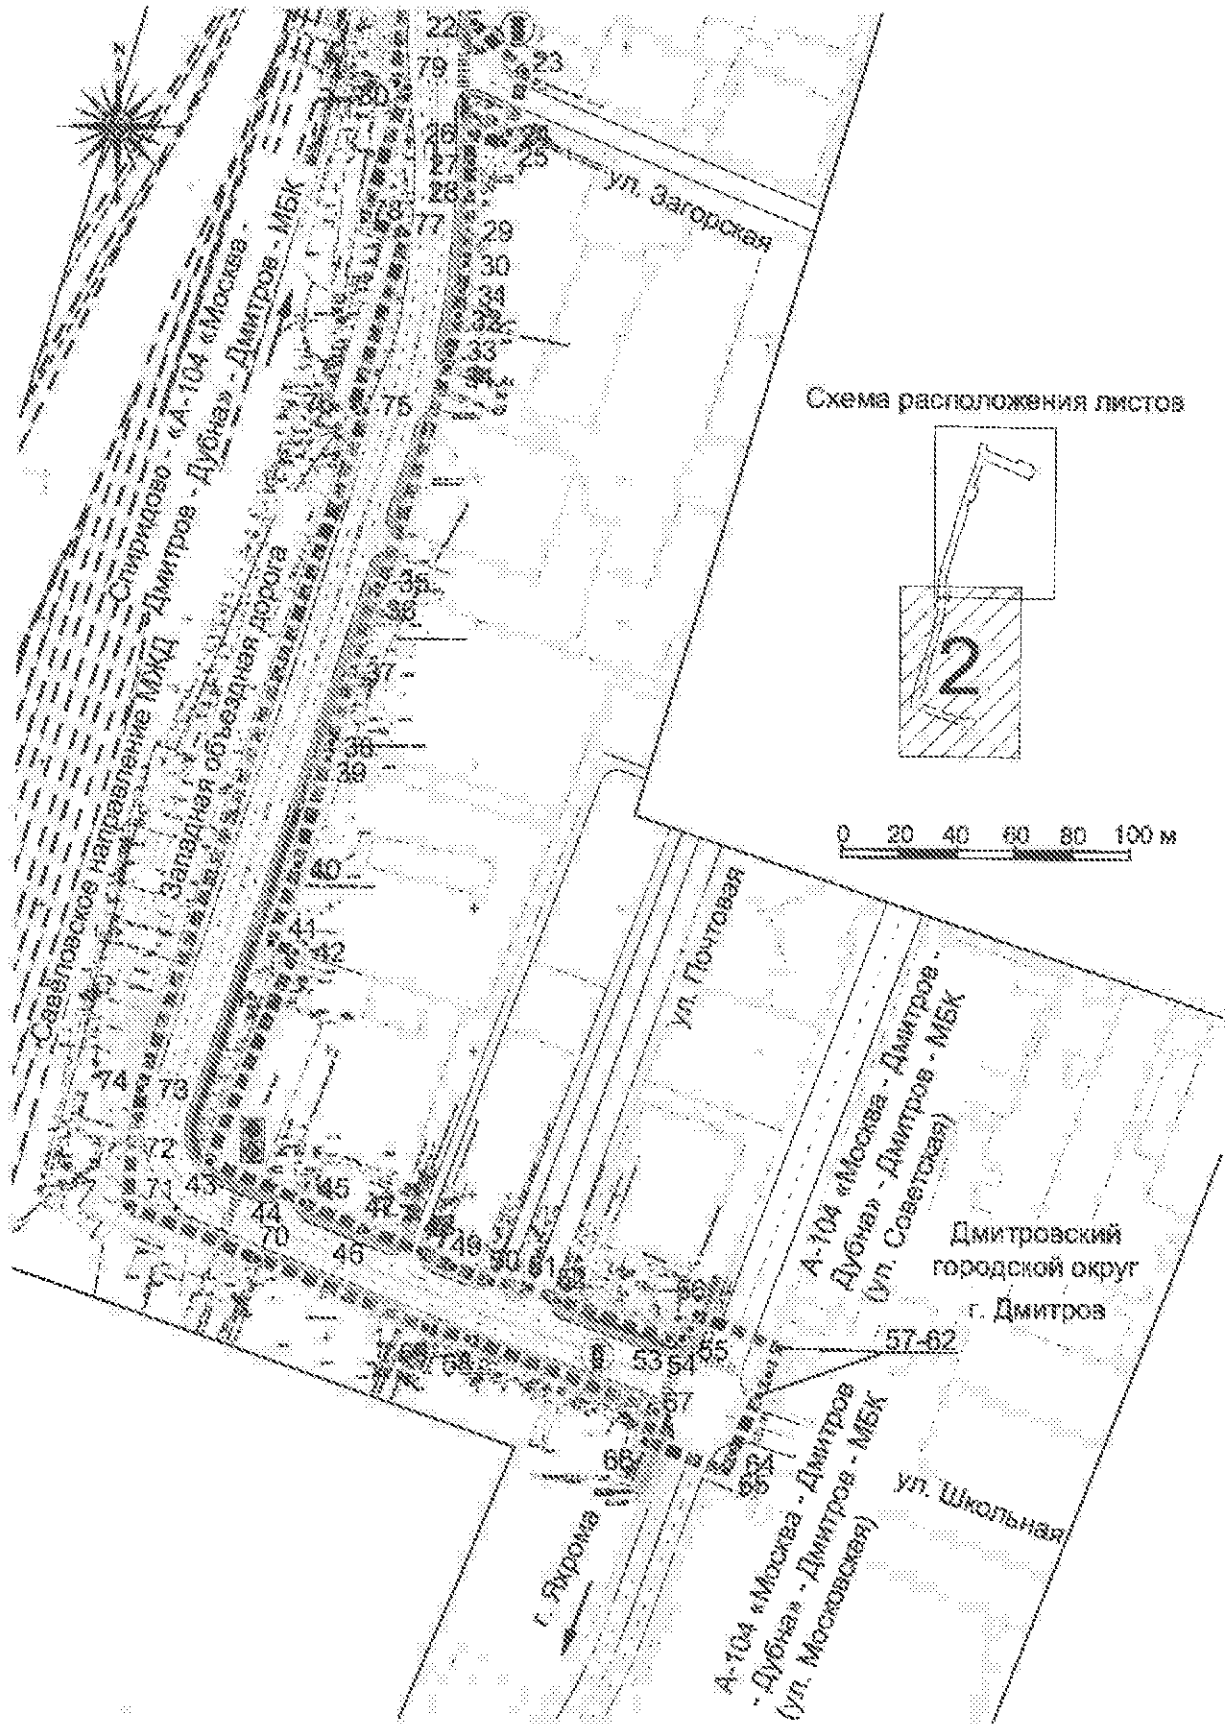 N
22
23
79
25
ул. Загорская
77
29
30
33
75
Спиридово - «А-104 «Москва -
Дмитров - Дубна» - Дмитров - МБК
Савеловское направление МЖД
Западная объездная дорога
Схема расположения листов
2
0 20 40 60 80 100 м
35
36
37
38
39
40
41
42
ул. Почтовая
А-104 «Москва - Дмитров -
Дубна» - Дмитров - МБК
(ул. Советская)
74
73
72
71
43
44
45
70
46
47
49
50
51
Дмитровский
городской округ
г. Дмитров
57-62
53
54
55
56
67
68
66
ул. Школьная
г. Яхрома
А-104 «Москва - Дмитров
- Дубна» - Дмитров - МБК
(ул. Московская)